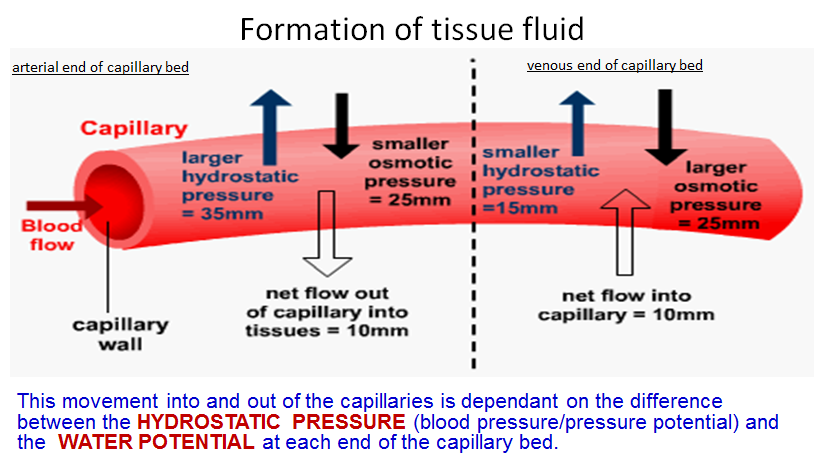 Formation of tissue fluid
arterial end of capillary bed
venous end of capillary bed
Capillary
larger
hydrostatic
pressure
= 35mm
smaller
osmotic
pressure
= 25mm
smaller
hydrostatic
pressure
=15mm
larger
osmotic
pressure
= 25mm
Blood
flow
capillary
wall
net flow out
of capillary into
tissues = 10mm
net flow into
capillary = 10mm
This movement into and out of the capillaries is dependant on the difference
between the HYDROSTATIC PRESSURE (blood pressure/pressure potential) and
the WATER POTENTIAL at each end of the capillary bed.